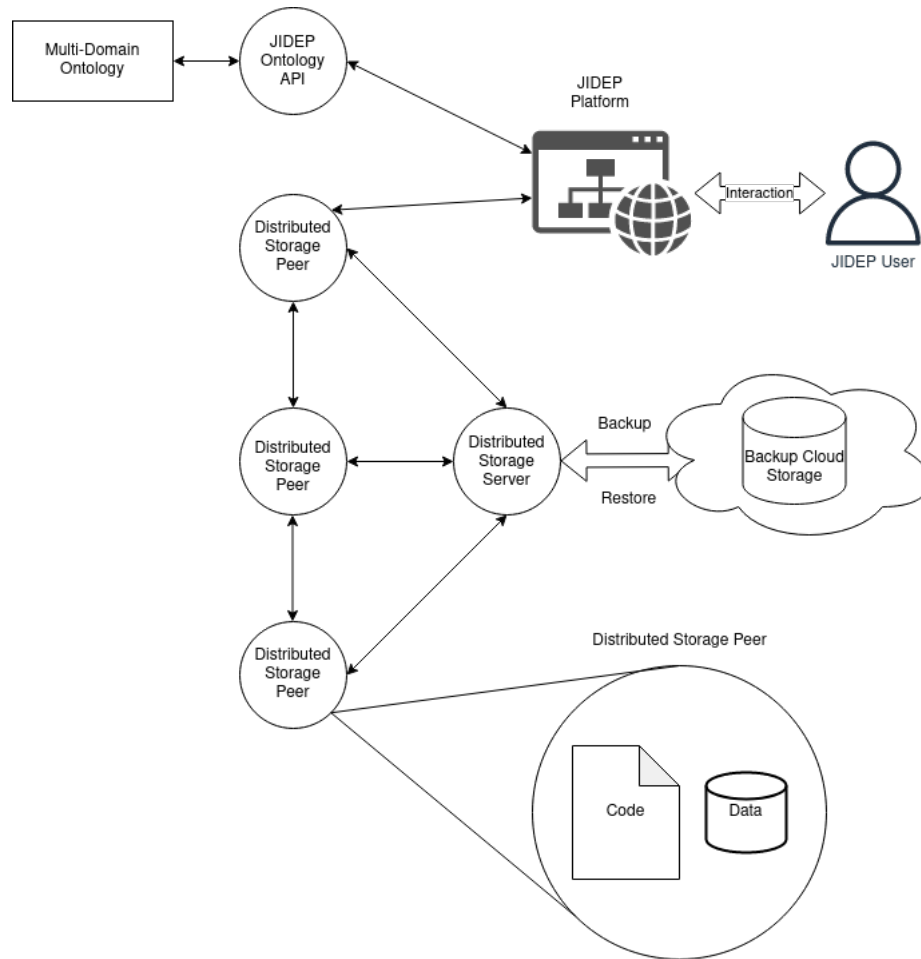 Multi-Domain
Ontology
JIDEP
Ontology
API
JIDEP
Platform
Interaction
JIDEP User
Distributed
Storage
Peer
Distributed
Storage
Peer
Distributed
Storage
Server
Backup
Restore
Backup Cloud
Storage
Distributed
Storage
Peer
Distributed Storage Peer
Code
Data